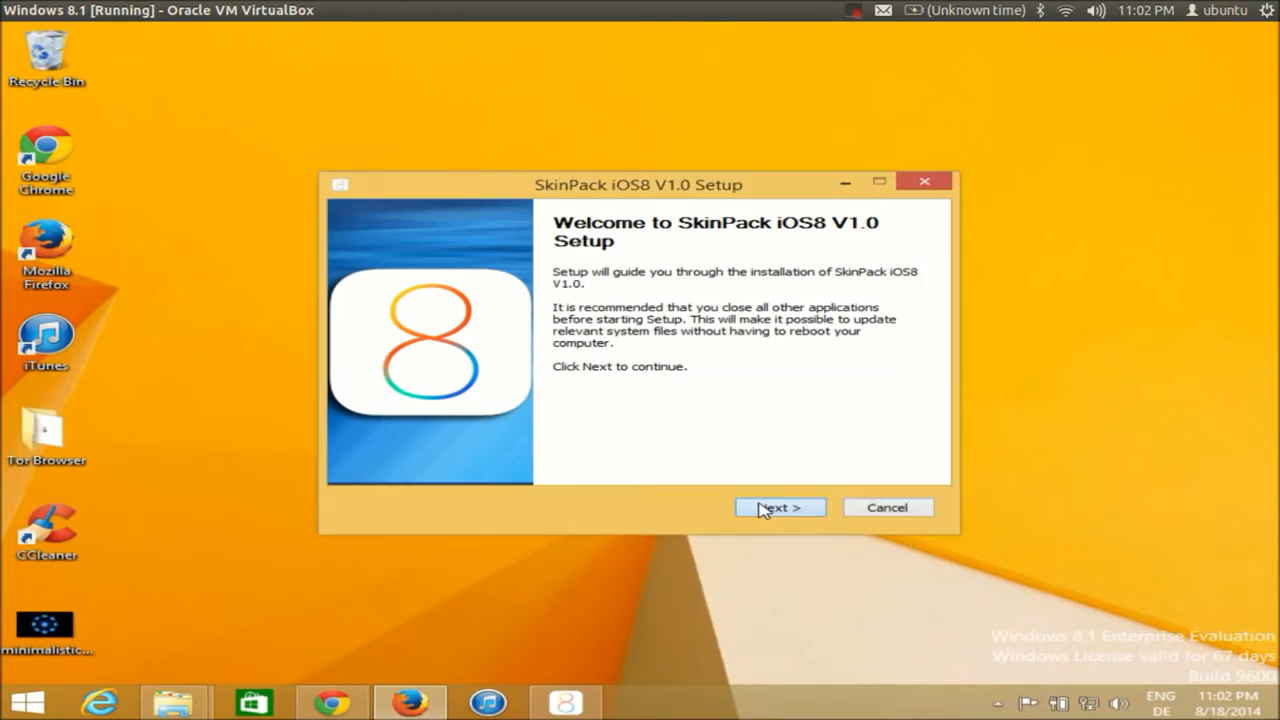 Windows 8.1 [Running] - Oracle VM VirtualBox
(Unknown time)
11:02 PM
ubuntu
Recycle Bin
Google
Chrome
Mozilla
Firefox
iTunes
Tor Browser
CCleaner
minimalistic...
SkinPack iOS8 V1.0 Setup
8
Welcome to SkinPack iOS8 V1.0
Setup
Setup will guide you through the installation of SkinPack iOS8
V1.0.
It is recommended that you close all other applications
before starting Setup. This will make it possible to update
relevant system files without having to reboot your
computer.
Click Next to continue.
Next >
Cancel
Windows 8.1 Enterprise Evaluation
Windows License valid for 67 days
Build 9600
8
ENG
DE
11:02 PM
8/18/2014